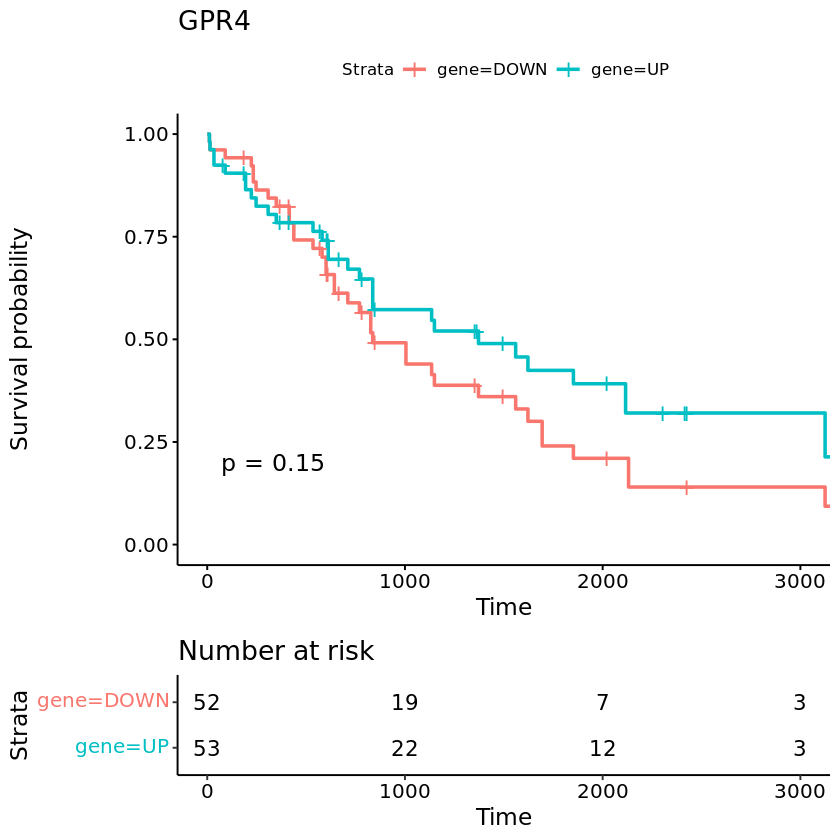 GPR4
Strata gene=DOWN gene=UP
Survival probability
1.00
0.75
0.50
0.25
0.00
p = 0.15
0 1000 2000 3000
Time
Number at risk
Strata
gene=DOWN 52 19 7 3
gene=UP 53 22 12 3
0 1000 2000 3000
Time